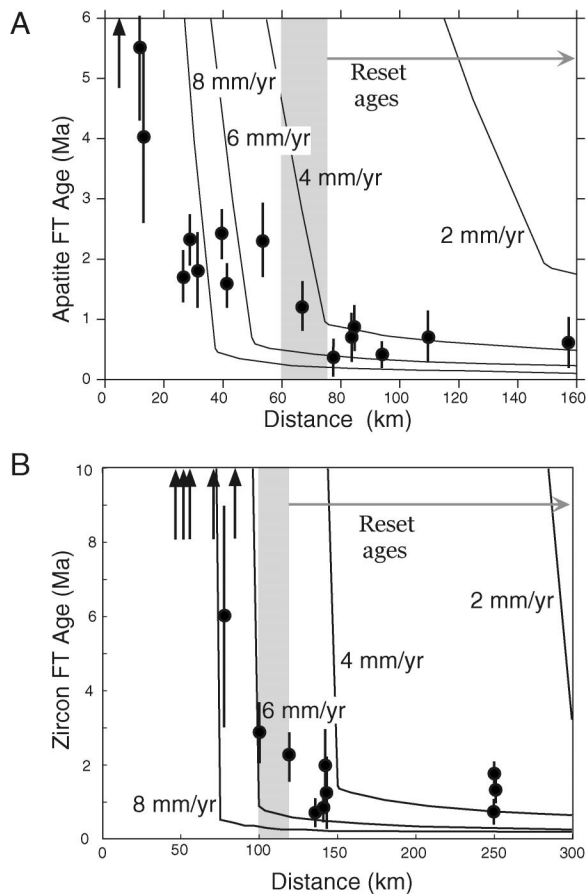 A
6
5
4
3
2
1
0
Apatite FT Age (Ma)
8 mm/yr
6 mm/yr
4 mm/yr
2 mm/yr
Reset
ages
0 20 40 60 80 100 120 140 160
Distance (km)
B
10
8
6
4
2
0
Zircon FT Age (Ma)
Reset
ages
2 mm/yr
4 mm/yr
6 mm/yr
8 mm/yr
0 50 100 150 200 250 300
Distance (km)